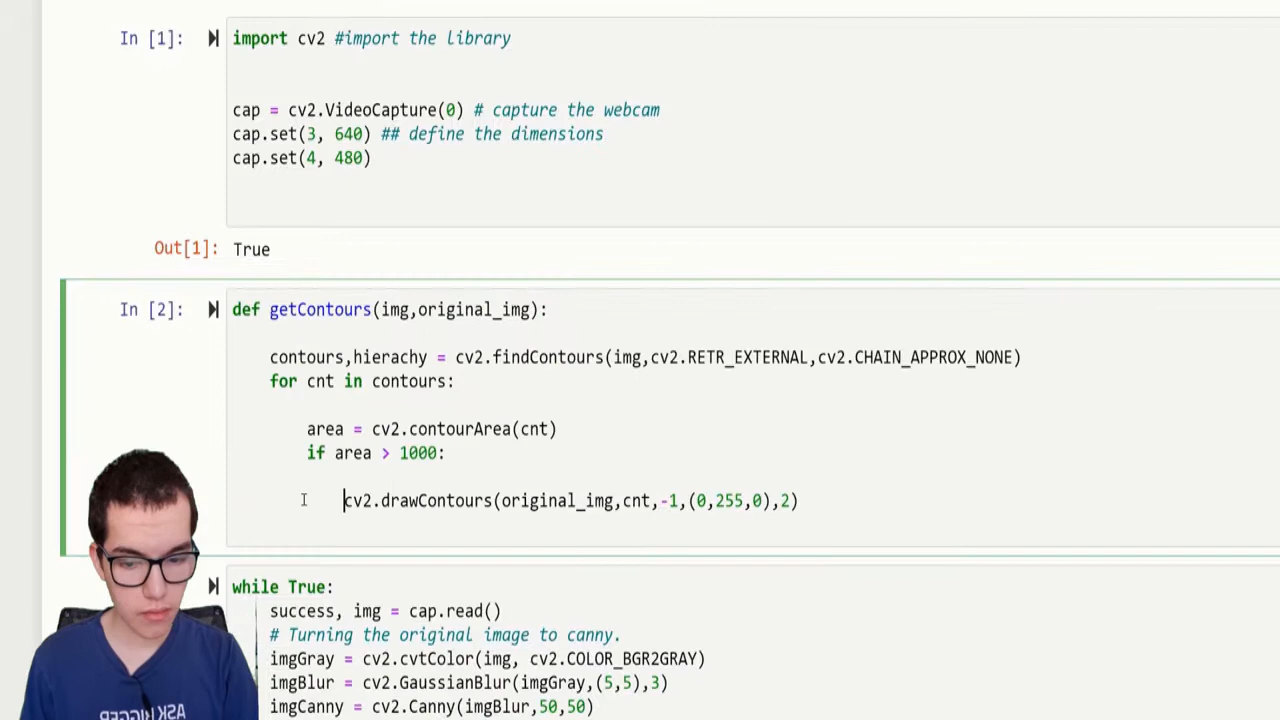 In [1]: import cv2 #import the library
cap = cv2.VideoCapture(0) # capture the webcam
cap.set(3, 640) ## define the dimensions
cap.set(4, 480)
Out[1]: True
In [2]: def getContours(img,original_img):
contours,hierachy = cv2.findContours(img,cv2.RETR_EXTERNAL,cv2.CHAIN_APPROX_NONE)
for cnt in contours:
area = cv2.contourArea(cnt)
if area > 1000:
cv2.drawContours(original_img,cnt,-1,(0,255,0),2)
while True:
success, img = cap.read()
# Turning the original image to canny.
imgGray = cv2.cvtColor(img, cv2.COLOR_BGR2GRAY)
imgBlur = cv2.GaussianBlur(imgGray,(5,5),3)
imgCanny = cv2.Canny(imgBlur,50,50)